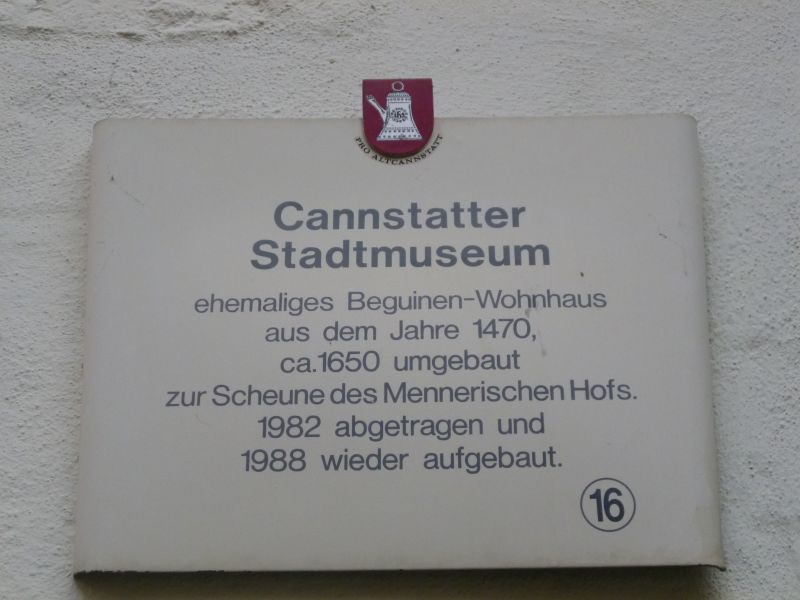 PRO ALTCANNSTATT
Cannstatter
Stadtmuseum
ehemaliges Beguinen-Wohnhaus
aus dem Jahre 1470,
ca.1650 umgebaut
zur Scheune des Mennerischen Hofs.
1982 abgetragen und
1988 wieder aufgebaut.
16